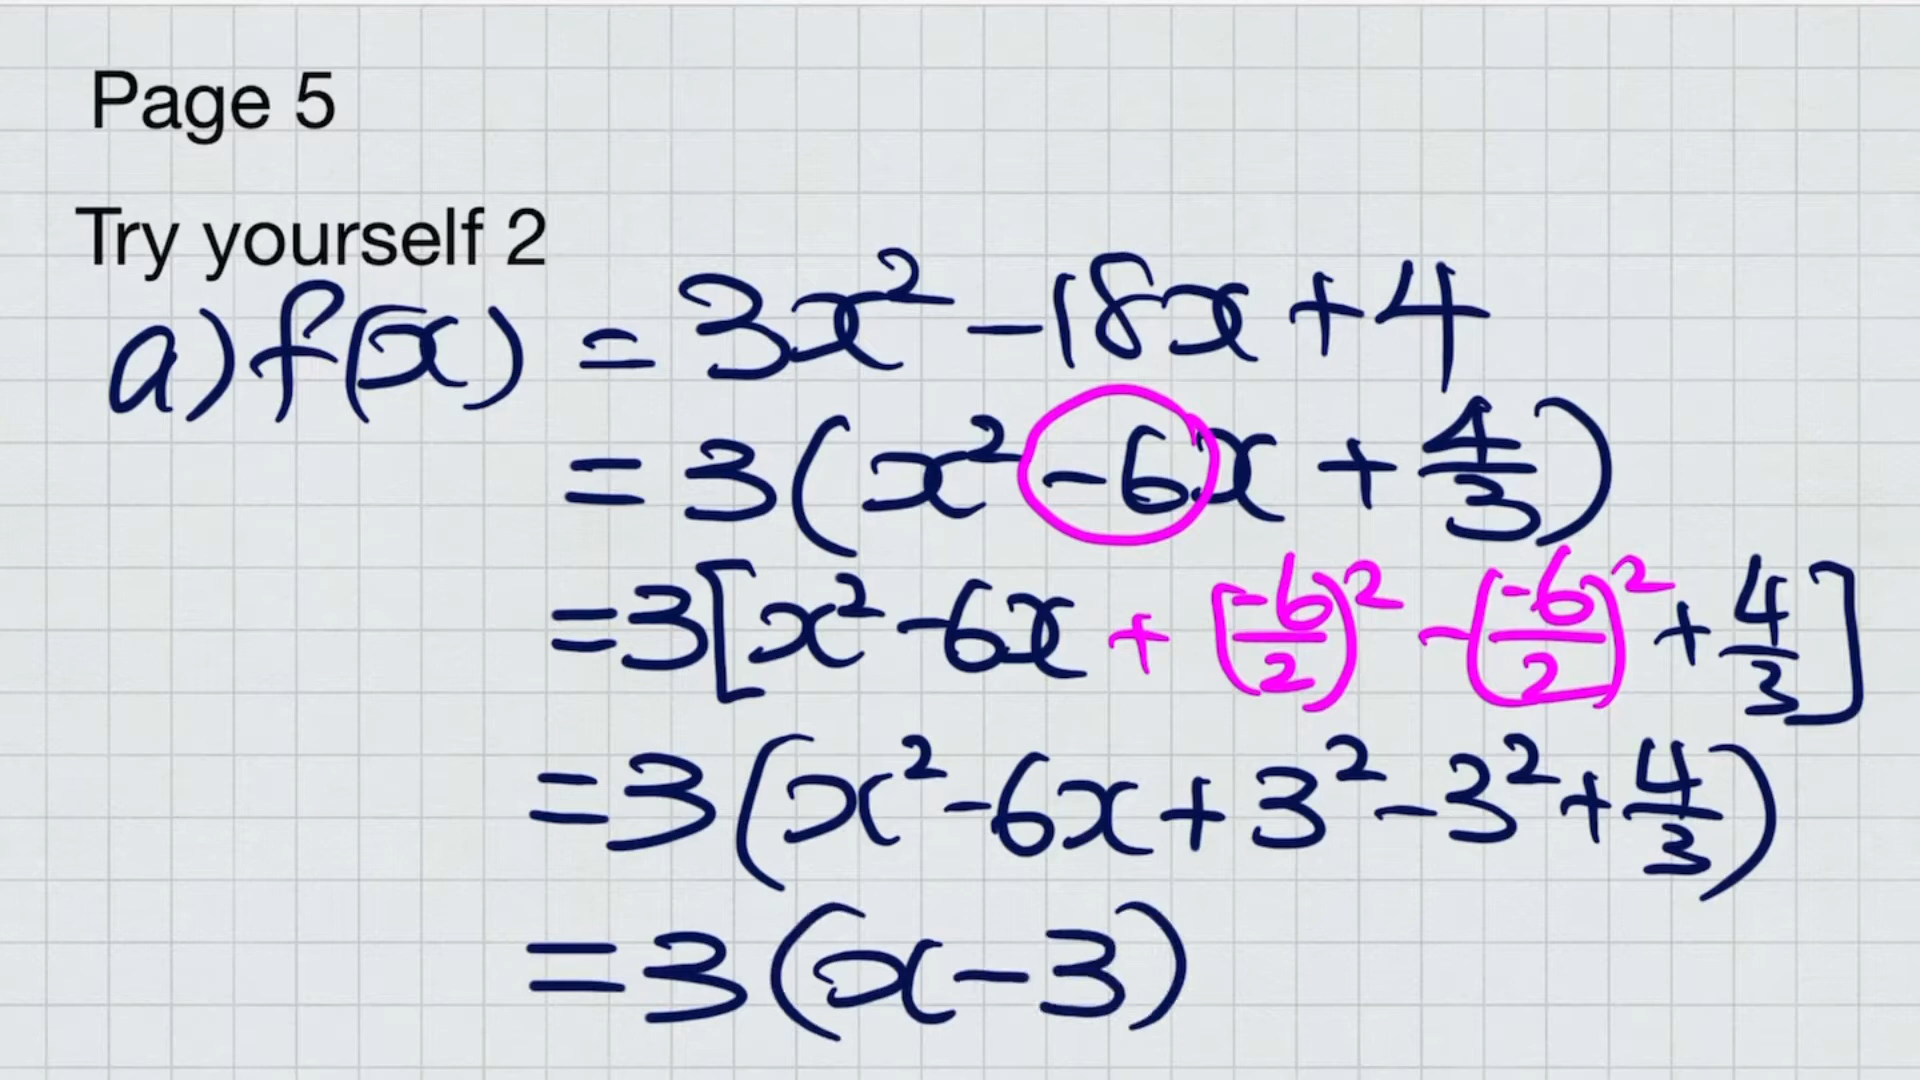 Page 5
Try yourself 2
a) f(x) = 3x² - 18x + 4
= 3(x² - 6x + 4/3)
= 3[x² - 6x + (-6/2)² - (-6/2)² + 4/3]
= 3(x² - 6x + 3² - 3² + 4/3)
= 3(x - 3)